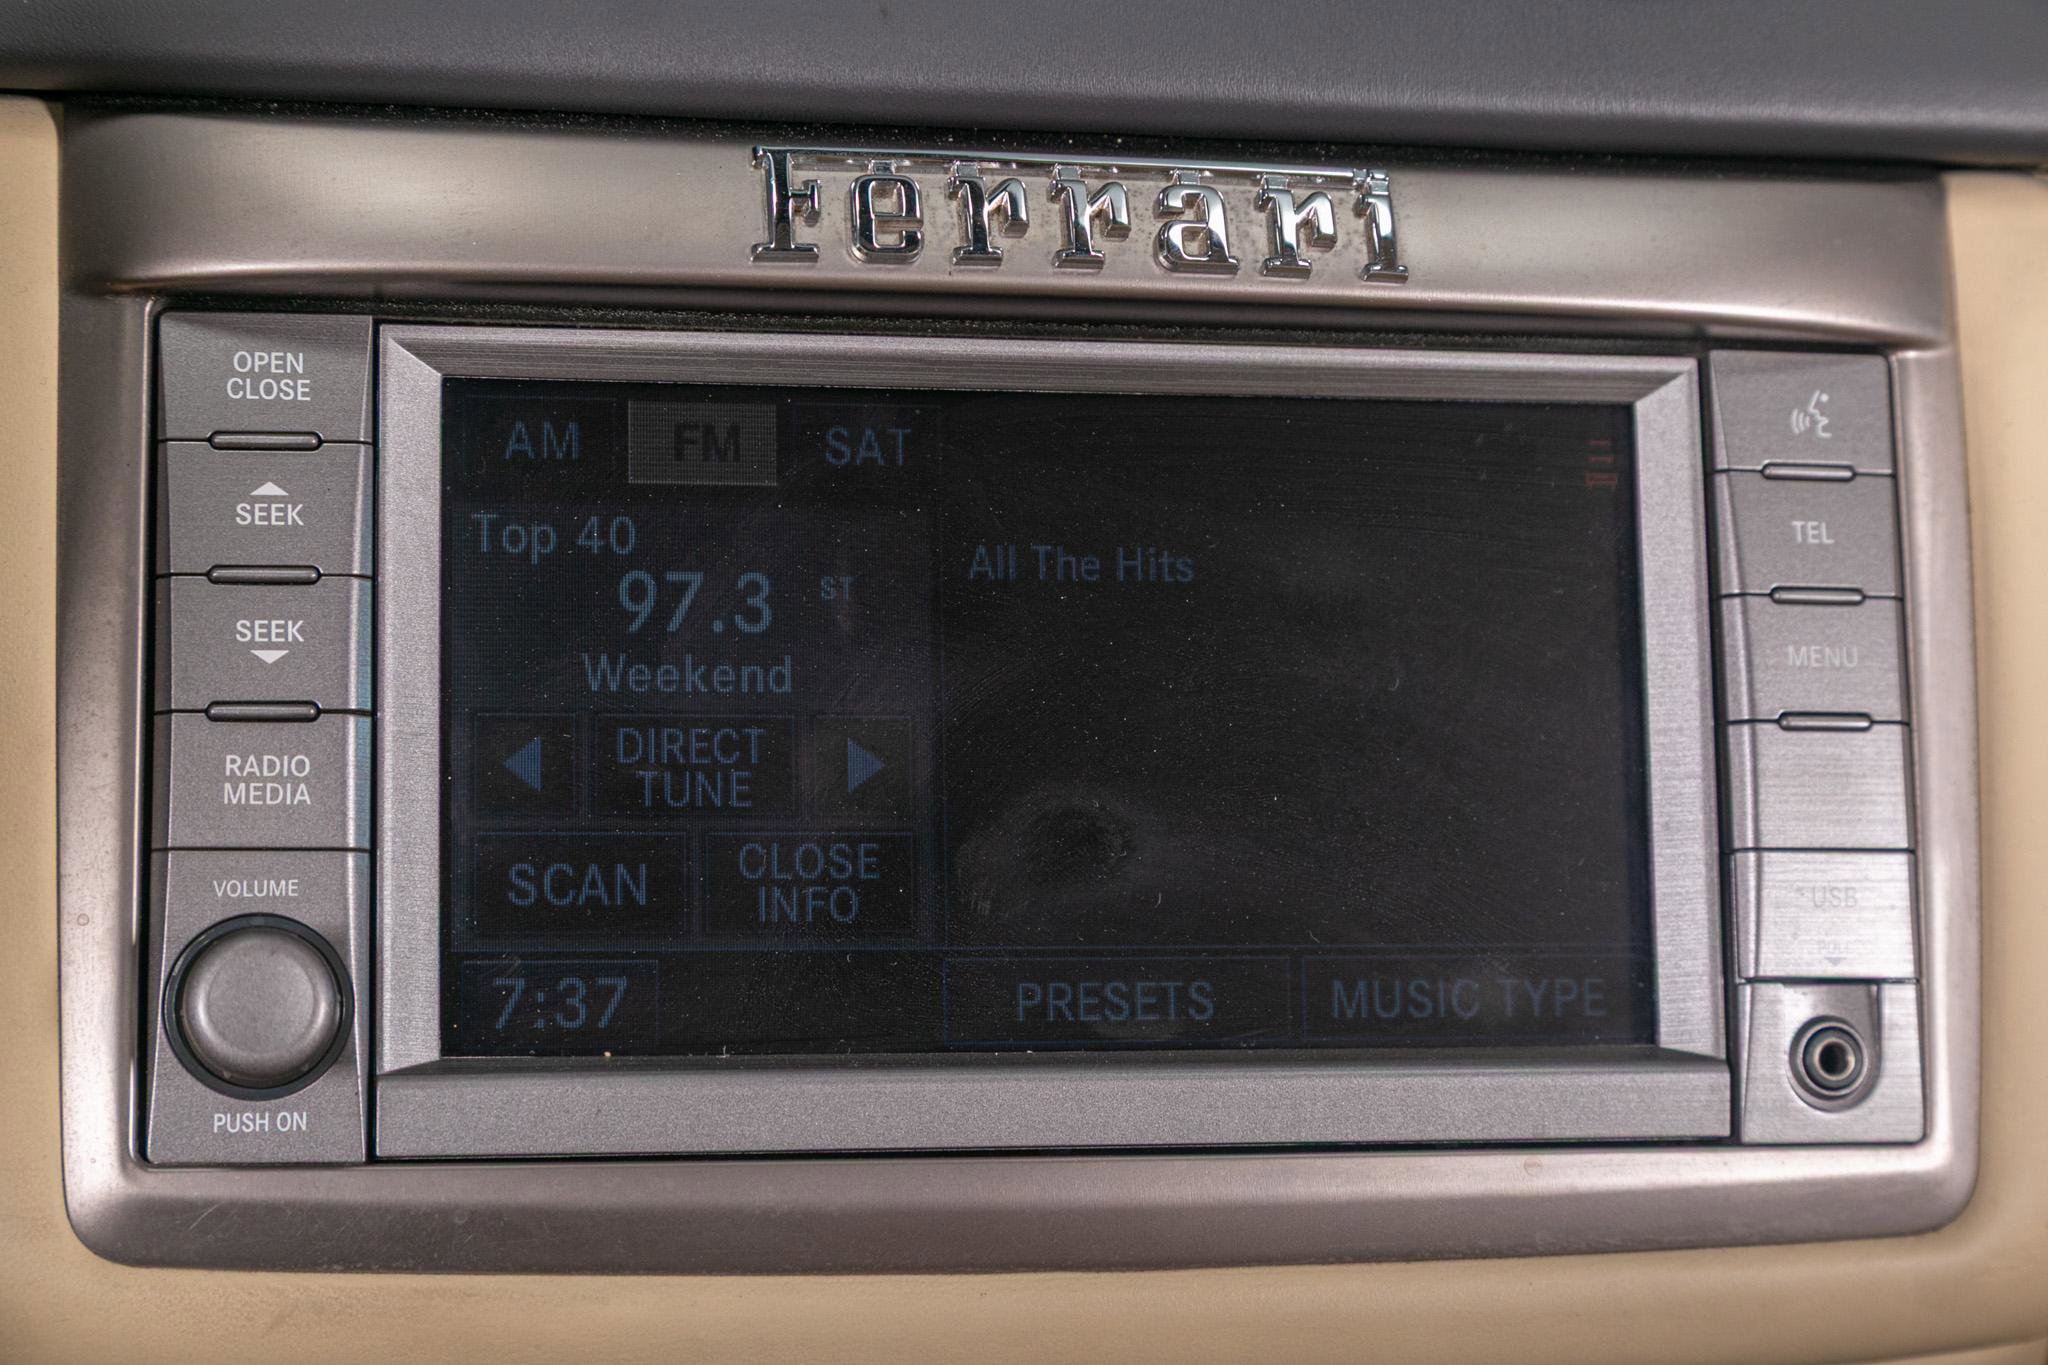 Ferrari
OPEN
CLOSE
SEEK
SEEK
RADIO
MEDIA
VOLUME
PUSH ON
AM FM SAT
Top 40
97.3 ST
Weekend
DIRECT
TUNE
SCAN
CLOSE
INFO
7:37
All The Hits
PRESETS
MUSIC TYPE
TEL
MENU
USB
PULL